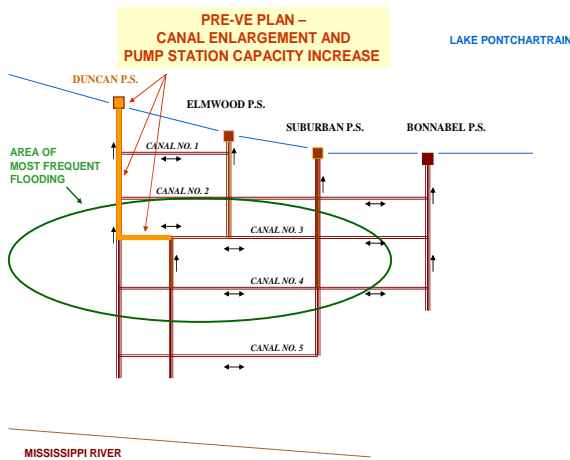 PRE-VE PLAN –
CANAL ENLARGEMENT AND
PUMP STATION CAPACITY INCREASE
LAKE PONTCHARTRAIN
DUNCAN P.S.
ELMWOOD P.S.
SUBURBAN P.S.
BONNABEL P.S.
AREA OF
MOST FREQUENT
FLOODING
CANAL NO. 1
CANAL NO. 2
CANAL NO. 3
CANAL NO. 4
CANAL NO. 5
MISSISSIPPI RIVER